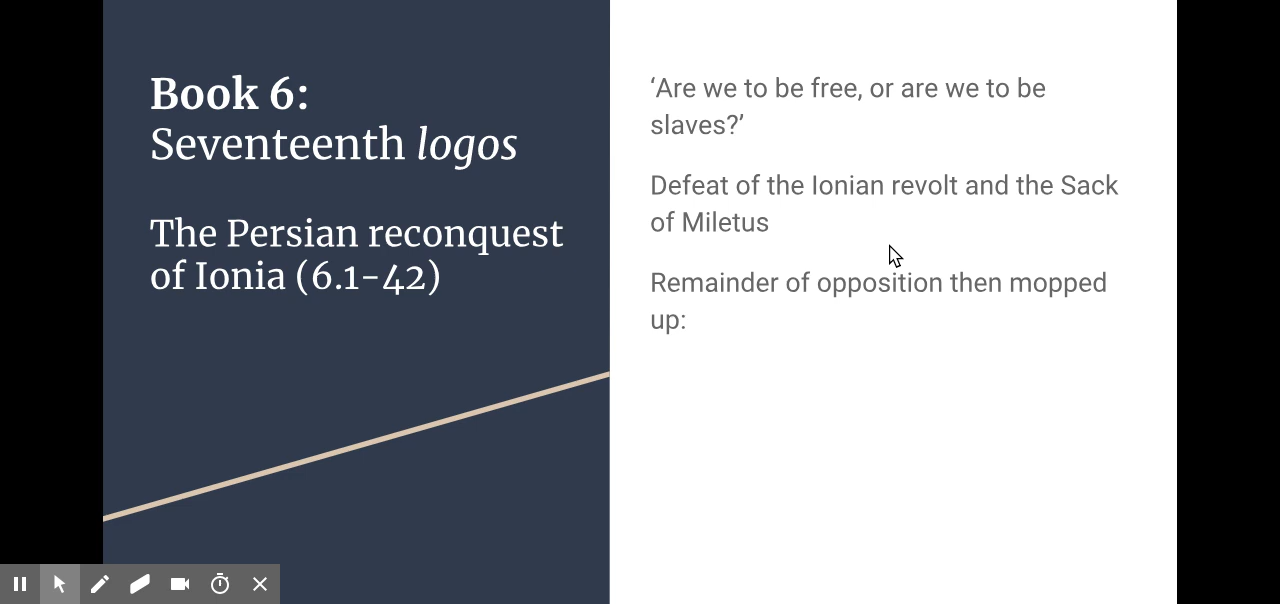 Book 6:
Seventeenth logos
The Persian reconquest
of Ionia (6.1-42)
‘Are we to be free, or are we to be
slaves?’
Defeat of the Ionian revolt and the Sack
of Miletus
Remainder of opposition then mopped
up: